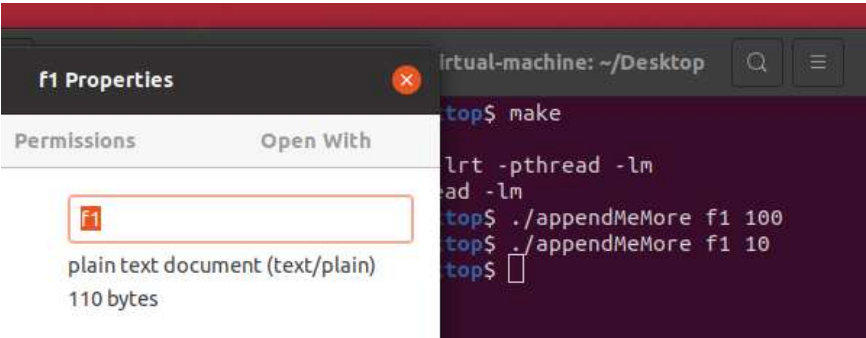 f1 Properties
Permissions Open With
f1
plain text document (text/plain)
110 bytes
irtual-machine: ~/Desktop
top$ make
lrt -pthread -lm
ead -lm
top$ ./appendMeMore f1 100
top$ ./appendMeMore f1 10
top$